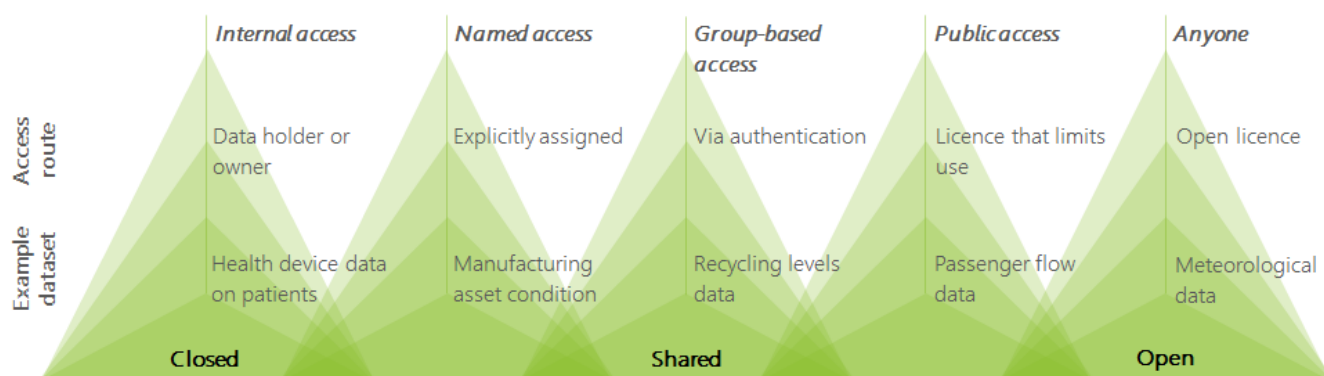 Internal access
Named access
Group-based
access
Public access
Anyone
Access
route
Data holder or
owner
Explicitly assigned
Via authentication
Licence that limits
use
Open licence
Example
dataset
Health device data
on patients
Manufacturing
asset condition
Recycling levels
data
Passenger flow
data
Meteorological
data
Closed
Shared
Open